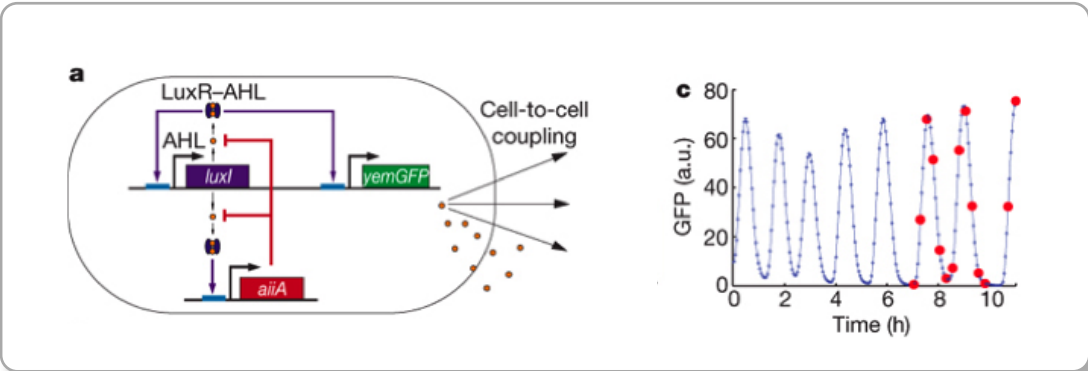 a
LuxR–AHL
AHL
luxI
yemGFP
aiiA
Cell-to-cell
coupling
c
GFP (a.u.)
80
60
40
20
0
0 2 4 6 8 10
Time (h)